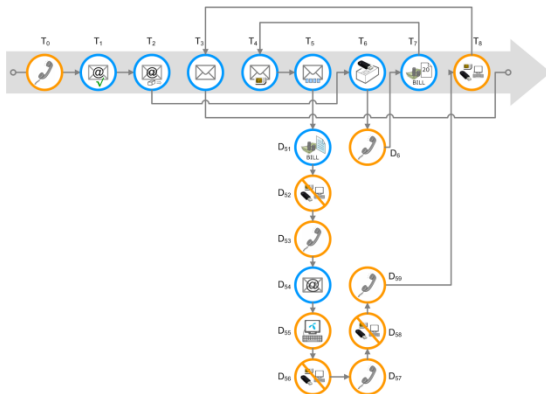 T0 T1 T2 T3 T4 T5 T6 T7 T8
@ @ 20
BILL
D51 BILL D6
D52
D53
D54 @ D59
D55 D58
D56 D57